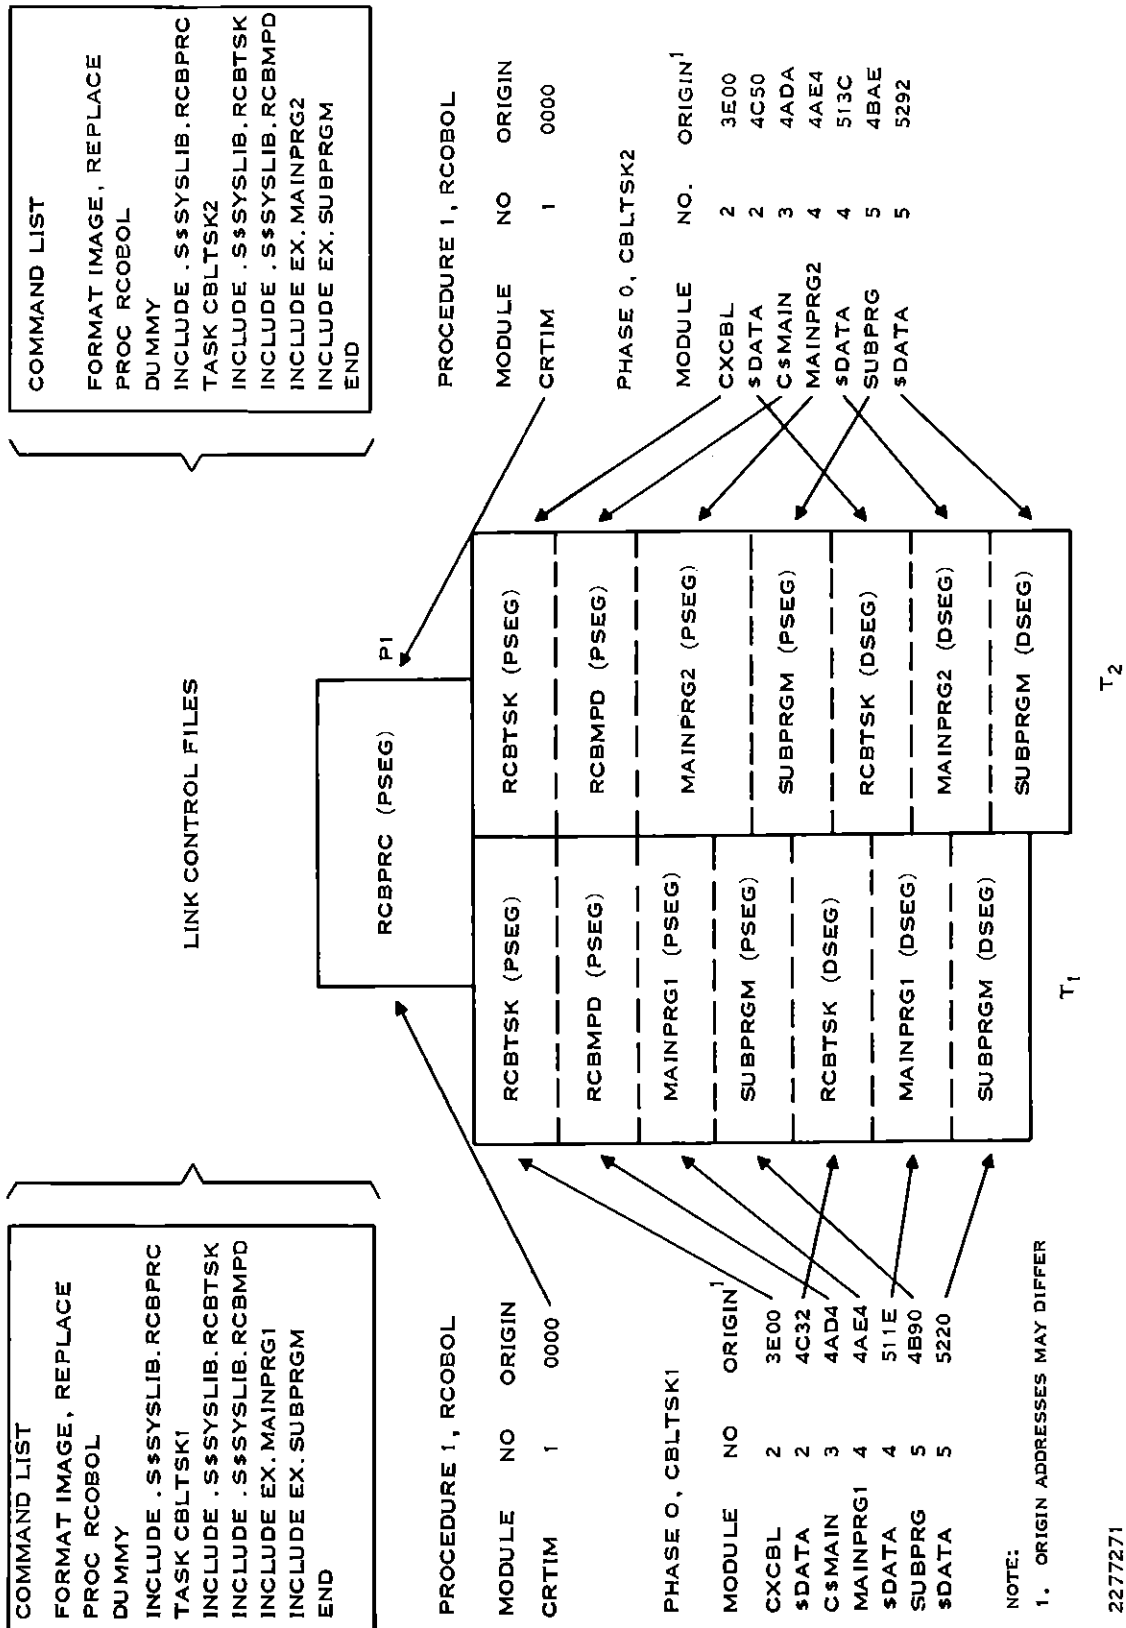 LINK CONTROL FILES
COMMAND LIST
FORMAT IMAGE, REPLACE
PROC RCOBOL
DUMMY
INCLUDE .S$SYSLIB.RCBPRC
TASK CBLTSK1
INCLUDE .S$SYSLIB.RCBTSK
INCLUDE .S$SYSLIB.RCBMPD
INCLUDE EX.MAINPRG1
INCLUDE EX.SUBPRGM
END
COMMAND LIST
FORMAT IMAGE, REPLACE
PROC RCOBOL
DUMMY
INCLUDE .S$SYSLIB.RCBPRC
TASK CBLTSK2
INCLUDE .S$SYSLIB.RCBTSK
INCLUDE .S$SYSLIB.RCBMPD
INCLUDE EX.MAINPRG2
INCLUDE EX.SUBPRGM
END
PROCEDURE 1, RCOBOL
MODULE NO ORIGIN
CRTIM 1 0000
PHASE 0, CBLTSK1
MODULE NO ORIGIN1
CXCBL 2 3E00
$DATA 2 4C32
C$MAIN 3 4AD4
MAINPRG1 4 4AE4
$DATA 4 511E
SUBPRG 5 4B90
$DATA 5 5220
RCBPRC (PSEG)
P1
RCBTSK (PSEG)
RCBMPD (PSEG)
MAINPRG1 (PSEG)
SUBPRGM (PSEG)
RCBTSK (DSEG)
MAINPRG1 (DSEG)
SUBPRGM (DSEG)
T1
RCBTSK (PSEG)
RCBMPD (PSEG)
MAINPRG2 (PSEG)
SUBPRGM (PSEG)
RCBTSK (DSEG)
MAINPRG2 (DSEG)
SUBPRGM (DSEG)
T2
PROCEDURE 1, RCOBOL
MODULE NO ORIGIN
CRTIM 1 0000
PHASE 0, CBLTSK2
MODULE NO. ORIGIN1
CXCBL 2 3E00
$DATA 2 4C50
C$MAIN 3 4ADA
MAINPRG2 4 4AE4
$DATA 4 513C
SUBPRG 5 4BAE
$DATA 5 5292
NOTE:
1. ORIGIN ADDRESSES MAY DIFFER
2277271